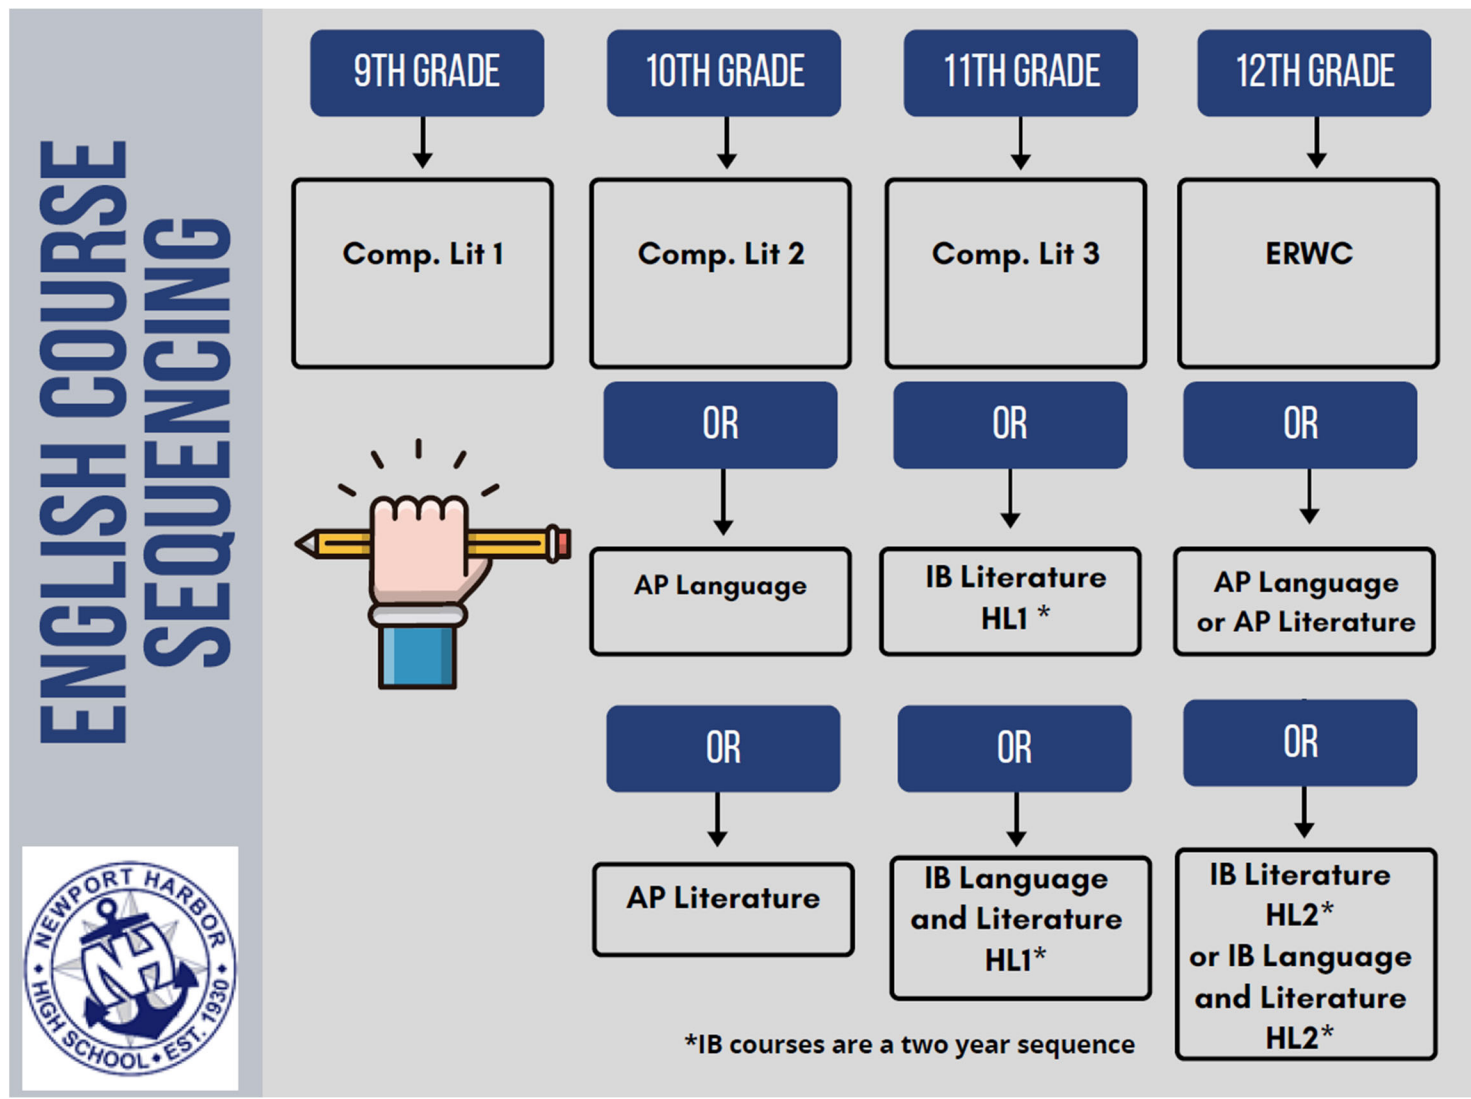 ENGLISH COURSE
SEQUENCING
9TH GRADE
10TH GRADE
11TH GRADE
12TH GRADE
Comp. Lit 1
Comp. Lit 2
Comp. Lit 3
ERWC
OR
OR
OR
AP Language
IB Literature
HL1 *
AP Language
or AP Literature
OR
OR
OR
AP Literature
IB Language
and Literature
HL1*
IB Literature
HL2*
or IB Language
and Literature
HL2*
*IB courses are a two year sequence
NEWPORT HARBOR
NH
HIGH SCHOOL • EST. 1930